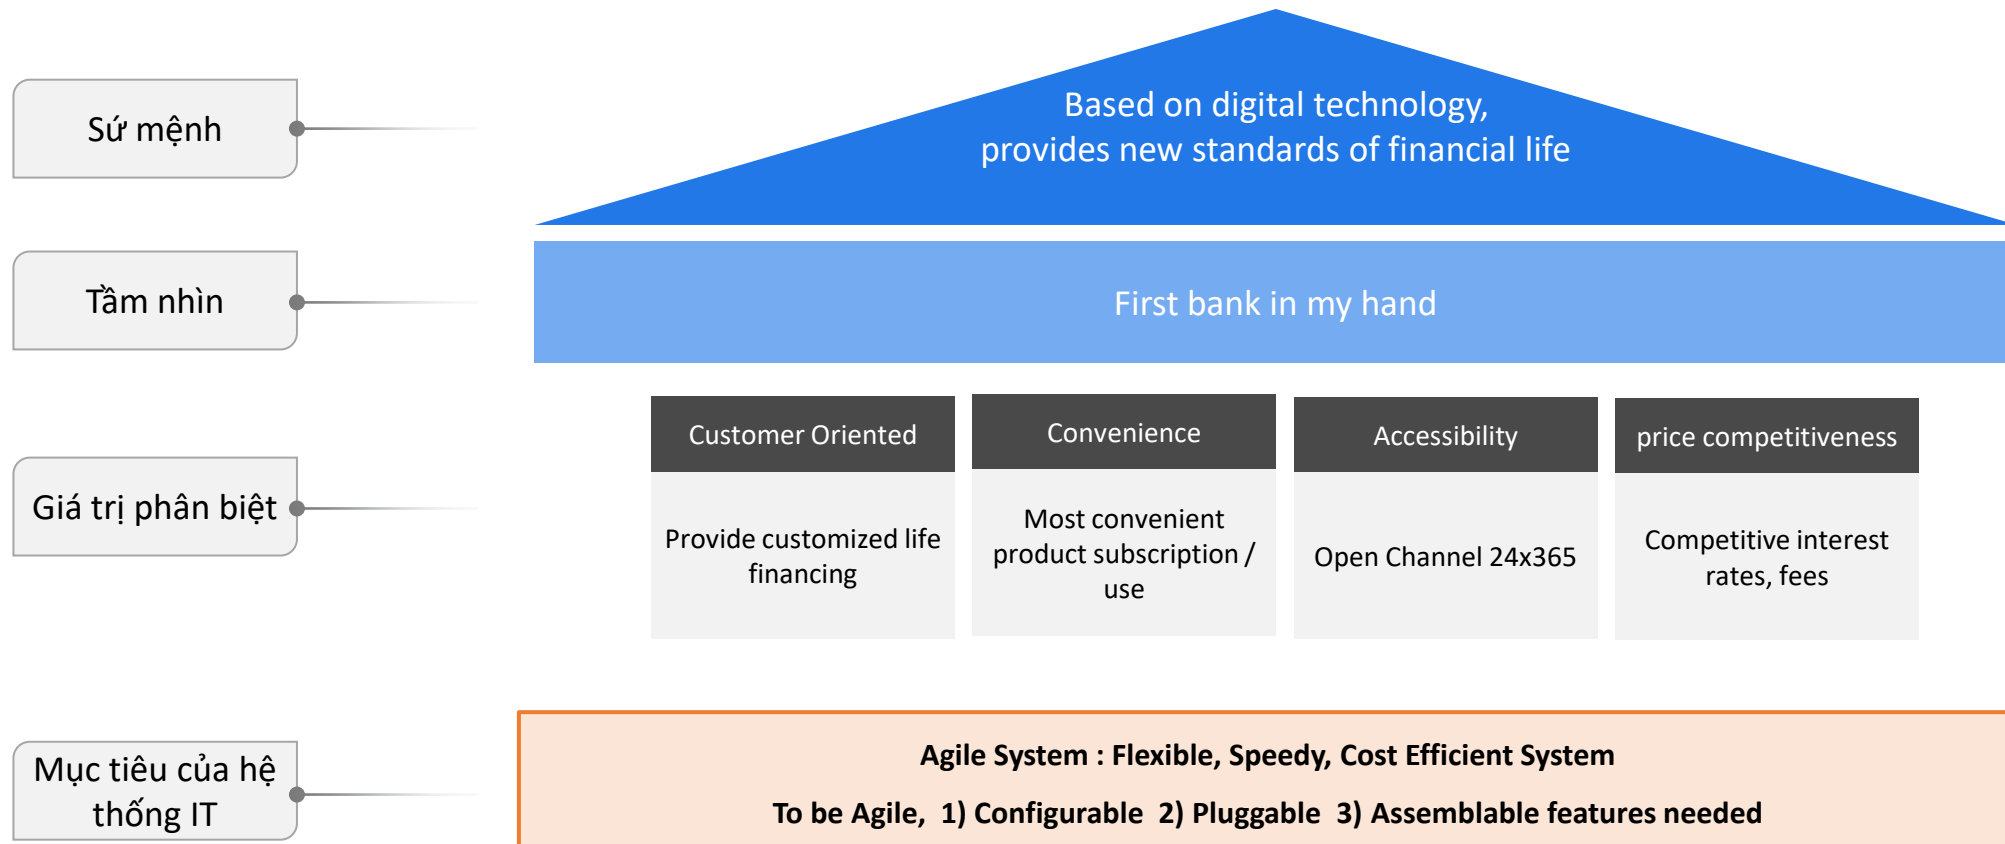 Sứ mệnh
Based on digital technology,
provides new standards of financial life
Tầm nhìn
First bank in my hand
Giá trị phân biệt
Customer Oriented
Provide customized life
financing
Convenience
Most convenient
product subscription /
use
Accessibility
Open Channel 24x365
price competitiveness
Competitive interest
rates, fees
Mục tiêu của hệ
thống IT
Agile System : Flexible, Speedy, Cost Efficient System
To be Agile, 1) Configurable 2) Pluggable 3) Assemblable features needed